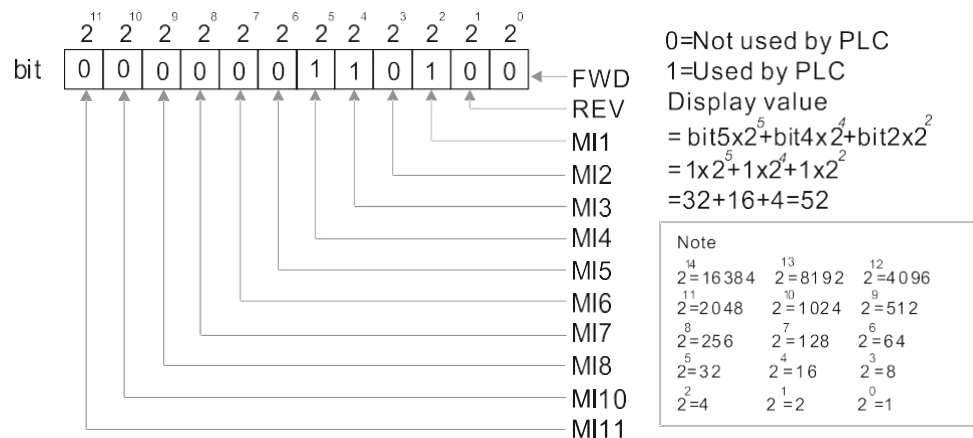 2^11 2^10 2^9 2^8 2^7 2^6 2^5 2^4 2^3 2^2 2^1 2^0
bit 0 0 0 0 0 0 1 1 0 1 0 0
FWD
REV
MI1
MI2
MI3
MI4
MI5
MI6
MI7
MI8
MI10
MI11
0=Not used by PLC
1=Used by PLC
Display value
= bit5x2^5+bit4x2^4+bit2x2^2
=1x2^5+1x2^4+1x2^2
=32+16+4=52
Note
2^14=16384 2^13=8192 2^12=4096
2^11=2048 2^10=1024 2^9=512
2^8=256 2^7=128 2^6=64
2^5=32 2^4=16 2^3=8
2^2=4 2^1=2 2^0=1